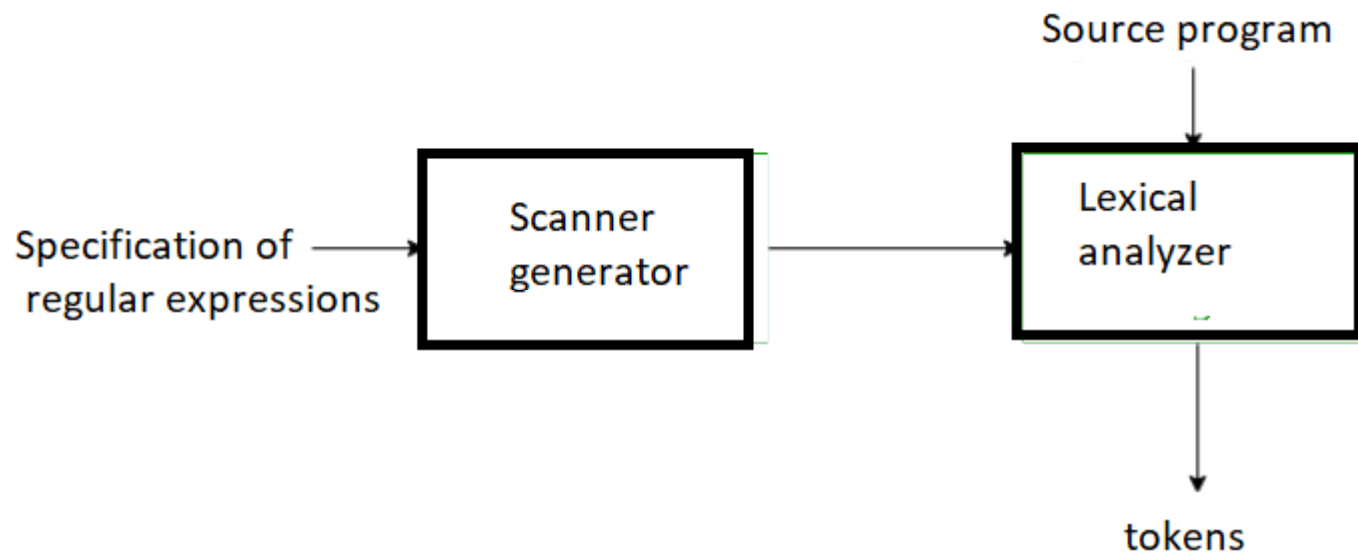 Source program
Specification of
regular expressions
Scanner
generator
Lexical
analyzer
tokens